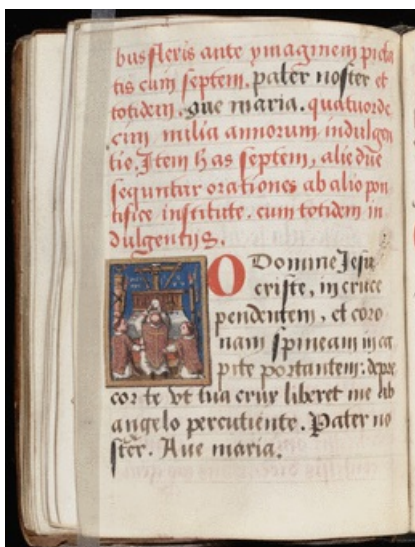 bus flexis ante ymaginem pieta
tis cum septem, pater noster et
totidem, aue maria. quatuorde
cim milia annorum indulgen
tie. Item has septem, alie due
sequntur orationes ab alio pon
tifice institute. cum totidem in
dulgentijs.
O Domine Jesu
criste, in cruce
pendentem, et coro
nam spineam in ca
pite portantem: depre
cor te vt tua crux liberet me ab
angelo percutiente. Pater no
ster. Aue maria.